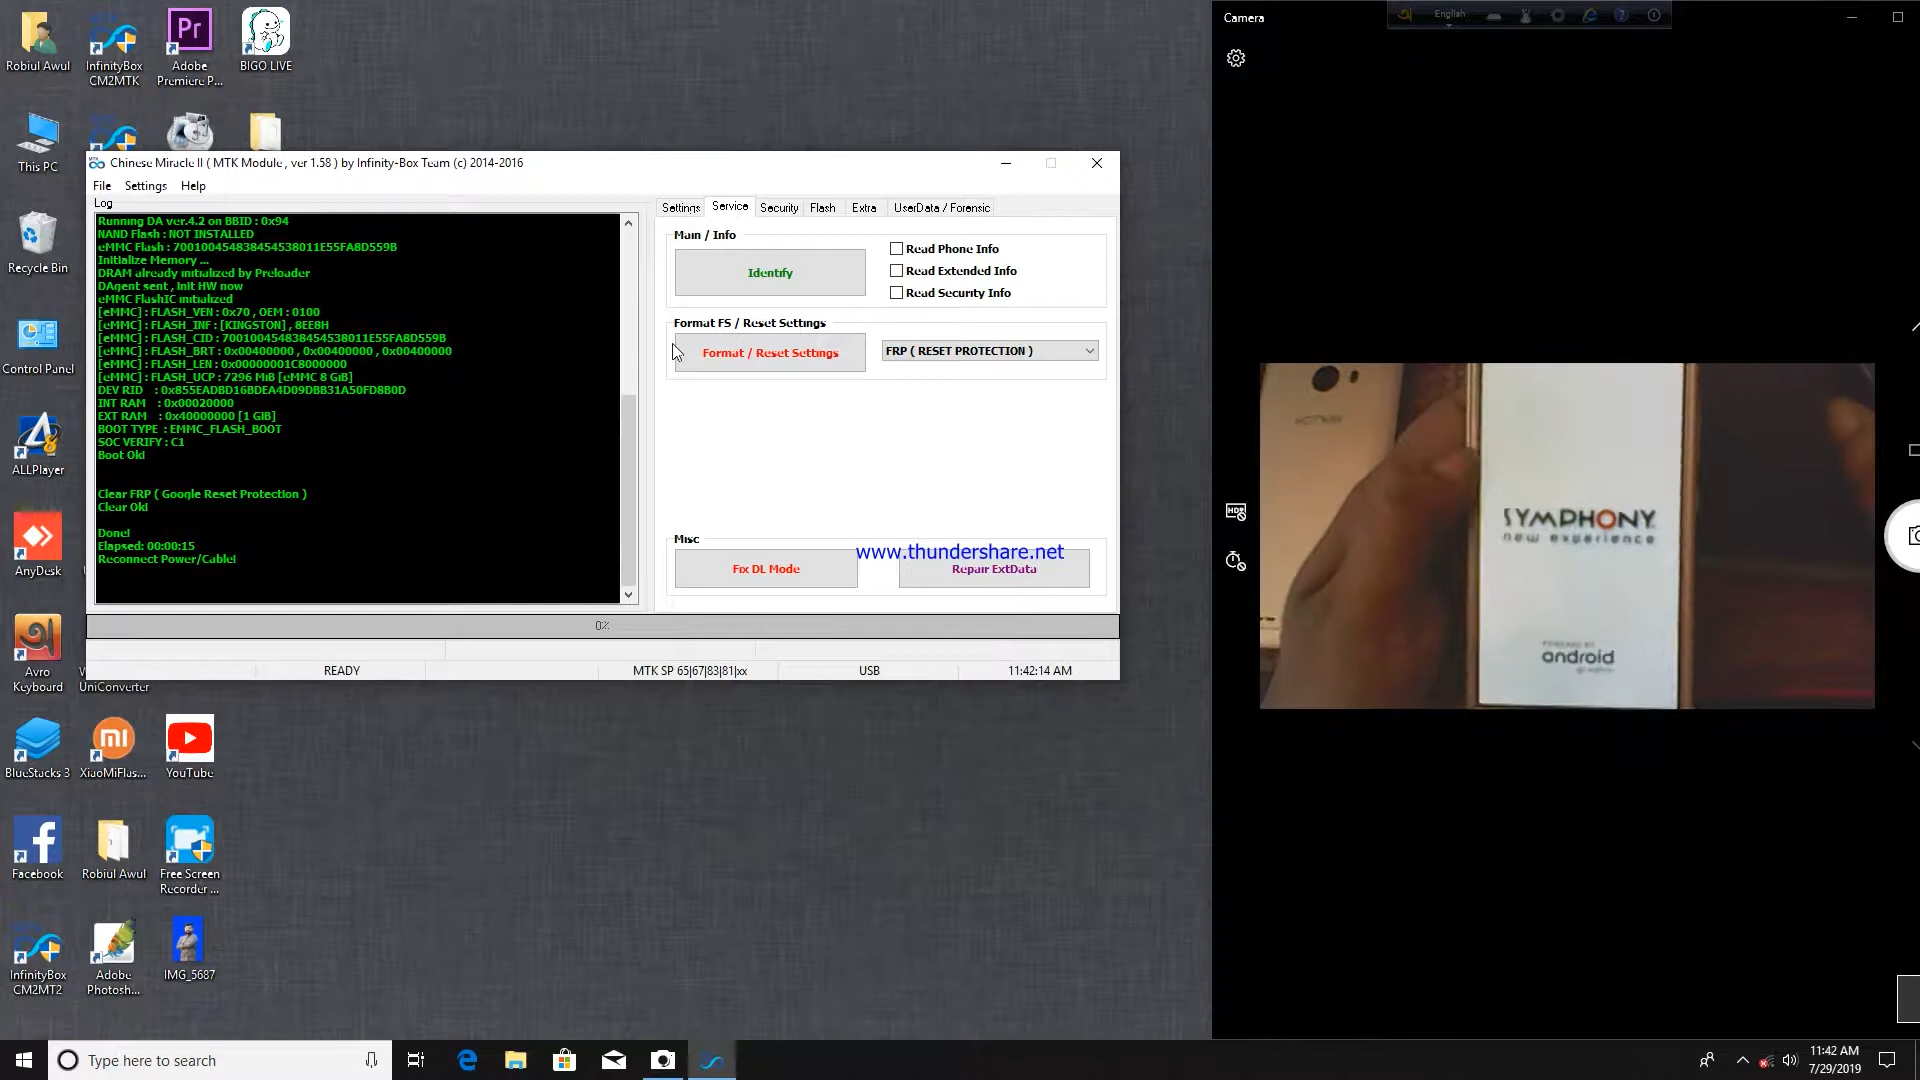 Robiul Awul
InfinityBox
CM2MTK
Adobe
Premiere P...
BIGO LIVE
This PC
Recycle Bin
Control Panel
ALLPlayer
AnyDesk
Avro
Keyboard
UniConverter
BlueStacks 3
XiaoMiFlas...
YouTube
Facebook
Robiul Awul
Free Screen
Recorder ...
InfinityBox
CM2MT2
Adobe
Photosh...
IMG_5687
Chinese Miracle II ( MTK Module , ver 1.58 ) by Infinity-Box Team (c) 2014-2016
File Settings Help
Log
Running DA ver.4.2 on BBID : 0x94
NAND Flash : NOT INSTALLED
eMMC Flash : 700100454838454538011E55FA8D559B
Initialize Memory ...
DRAM already initialized by Preloader
DAgent sent , init HW now
eMMC FlashIC initialized
[eMMC] : FLASH_VEN : 0x70 , OEM : 0100
[eMMC] : FLASH_INF : [KINGSTON] , 8EE8H
[eMMC] : FLASH_CID : 700100454838454538011E55FA8D559B
[eMMC] : FLASH_BRT : 0x00400000 , 0x00400000 , 0x00400000
[eMMC] : FLASH_LEN : 0x00000001C8000000
[eMMC] : FLASH_UCP : 7296 MiB [eMMC 8 GiB]
DEV RID : 0x855EADBD16BDEA4D09DBB31A50FD8B0D
INT RAM : 0x00020000
EXT RAM : 0x40000000 [1 GiB]
BOOT TYPE : EMMC_FLASH_BOOT
SOC VERIFY : C1
Boot Ok!
Clear FRP ( Google Reset Protection )
Clear Ok!
Done!
Elapsed: 00:00:15
Reconnect Power/Cable!
Settings Service Security Flash Extra UserData / Forensic
Main / Info
Identify
Read Phone Info
Read Extended Info
Read Security Info
Format FS / Reset Settings
Format / Reset Settings
FRP ( RESET PROTECTION )
Misc
www.thundershare.net
Fix DL Mode
Repair ExtData
0%
READY
MTK SP 65|67|83|81|xx
USB
11:42:14 AM
Camera
English
SYMPHONY
new experience
POWERED BY
android
Type here to search
11:42 AM
7/29/2019